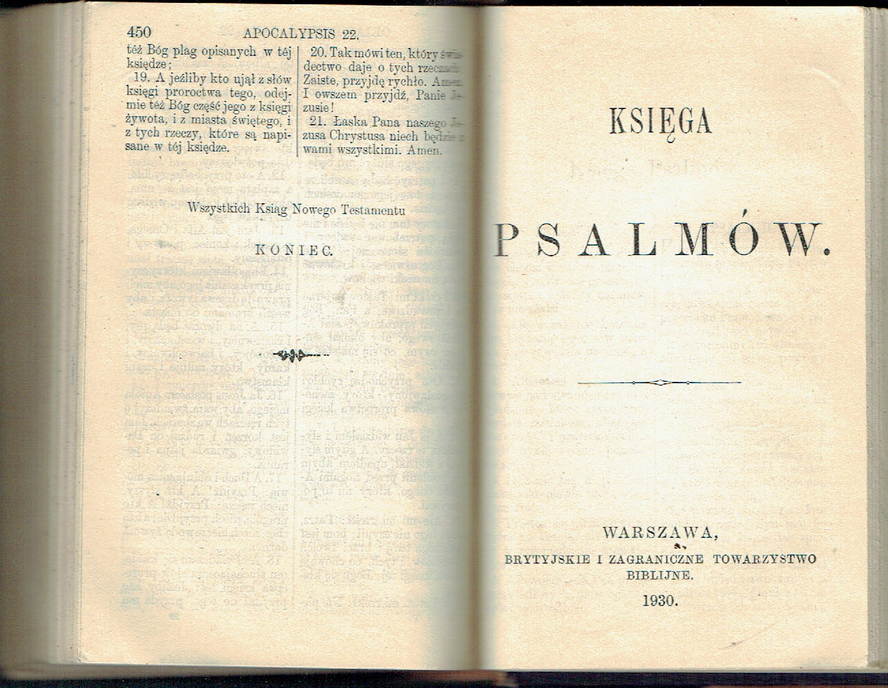 450 APOCALYPSIS 22.
też Bóg plag opisanych w téj
księdze;
19. A jeźliby kto ujął z słów
księgi proroctwa tego, odej-
mie też Bóg część jego z księgi
żywota, i z miasta świętego, i
z tych rzeczy, które są napi-
sane w téj księdze.
20. Tak mówi ten, który świa-
dectwo daje o tych rzeczach:
Zaiste, przyjdę rychło. Amen.
I owszem przyjdź, Panie Je-
zusie!
21. Łaska Pana naszego Je-
zusa Chrystusa niech będzie z
wami wszystkimi. Amen.
Wszystkich Ksiąg Nowego Testamentu
KONIEC.
KSIĘGA
PSALMÓW.
WARSZAWA,
BRYTYJSKIE I ZAGRANICZNE TOWARZYSTWO
BIBLIJNE.
1930.